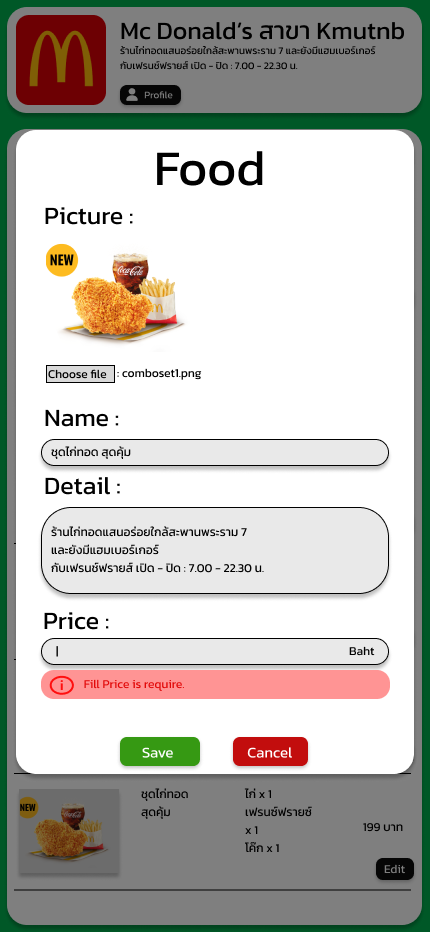 Mc Donald's สาขา Kmutnb
ร้านไก่ทอดแสนอร่อยใกล้สะพานพระราม 7 และยังมีแฮมเบอร์เกอร์
กับเฟรนซ์ฟรายส์ เปิด - ปิด : 7.00 - 22.30 น.
Profile
Food
Picture :
NEW
Coca-Cola
Choose file : comboset1.png
Name :
ชุดไก่ทอด สุดคุ้ม
Detail :
ร้านไก่ทอดแสนอร่อยใกล้สะพานพระราม 7
และยังมีแฮมเบอร์เกอร์
กับเฟรนซ์ฟรายส์ เปิด - ปิด : 7.00 - 22.30 น.
Price :
Baht
Fill Price is require.
Save Cancel
NEW
ชุดไก่ทอด
สุดคุ้ม
ไก่ x 1
เฟรนซ์ฟรายซ์
x 1
โค๊ก x 1
199 บาท
Edit